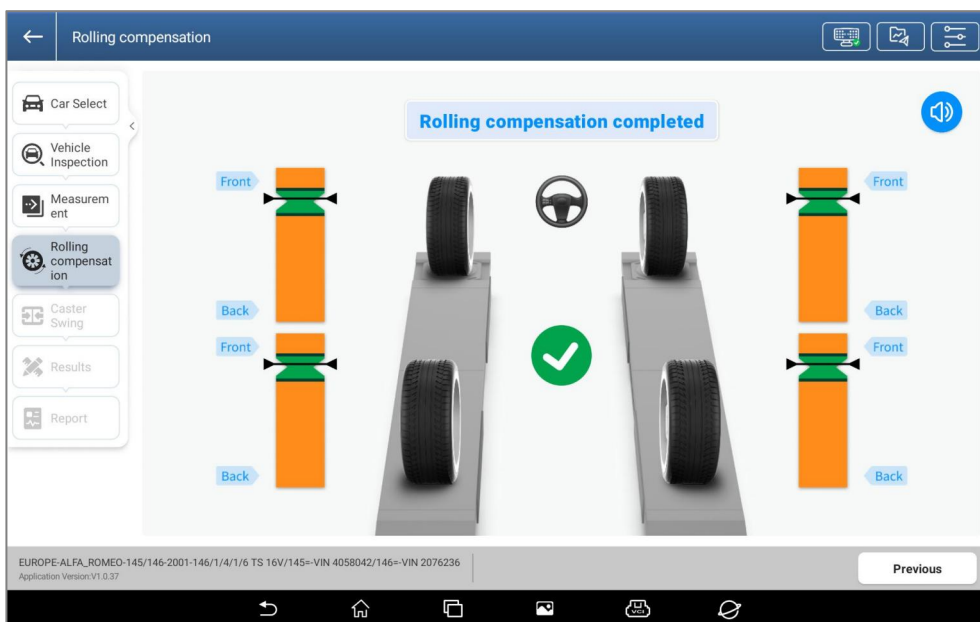 Rolling compensation
Car Select
Vehicle
Inspection
Measurem
ent
Rolling
compensat
ion
Caster
Swing
Results
Report
Rolling compensation completed
Front
Front
Back
Back
Front
Front
Back
Back
EUROPE-ALFA_ROMEO-145/146-2001-146/1/4/1/6 TS 16V/145=-VIN 4058042/146=-VIN 2076236
Application Version:V1.0.37
Previous
VCI